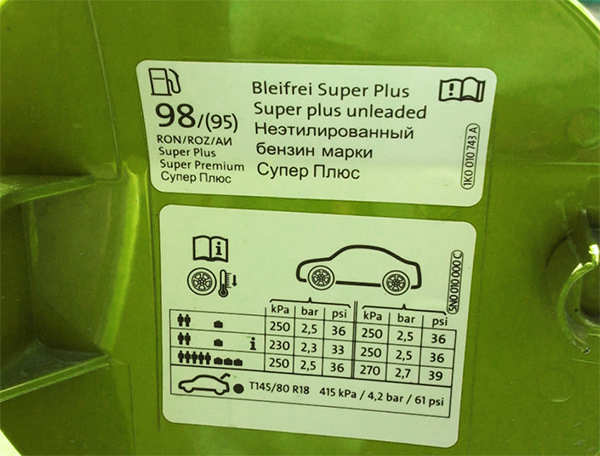 98/(95)
RON/ROZ/АИ
Super Plus
Super Premium
Супер Плюс
Bleifrei Super Plus
Super plus unleaded
Неэтилированный
бензин марки
Супер Плюс
1K0 010 743 A
5N0 010 000 C
kPa bar psi kPa bar psi
250 2,5 36 250 2,5 36
i 230 2,3 33 250 2,5 36
250 2,5 36 270 2,7 39
T145/80 R18 415 kPa / 4,2 bar / 61 psi